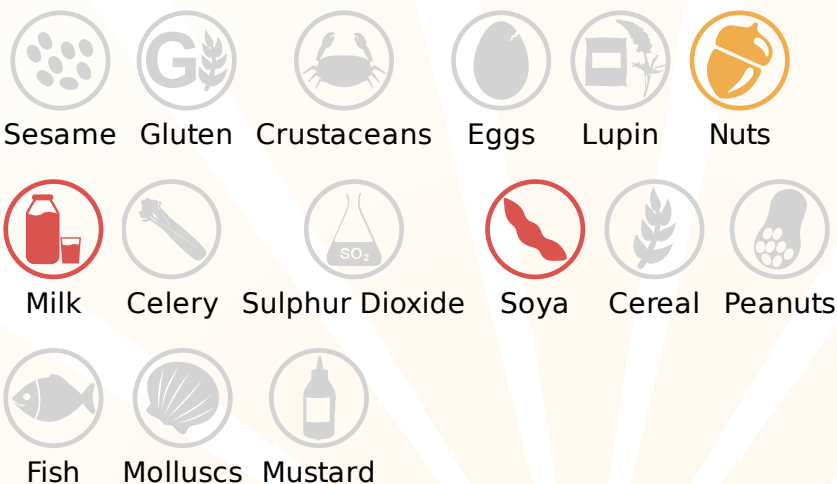 G
Sesame Gluten Crustaceans Eggs Lupin Nuts
SO₂
Milk Celery Sulphur Dioxide Soya Cereal Peanuts
Fish Molluscs Mustard